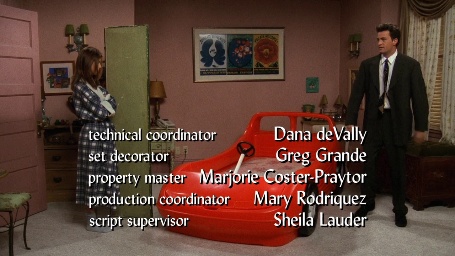 technical coordinator Dana deVally
set decorator Greg Grande
property master Marjorie Coster-Praytor
production coordinator Mary Rodriquez
script supervisor Sheila Lauder